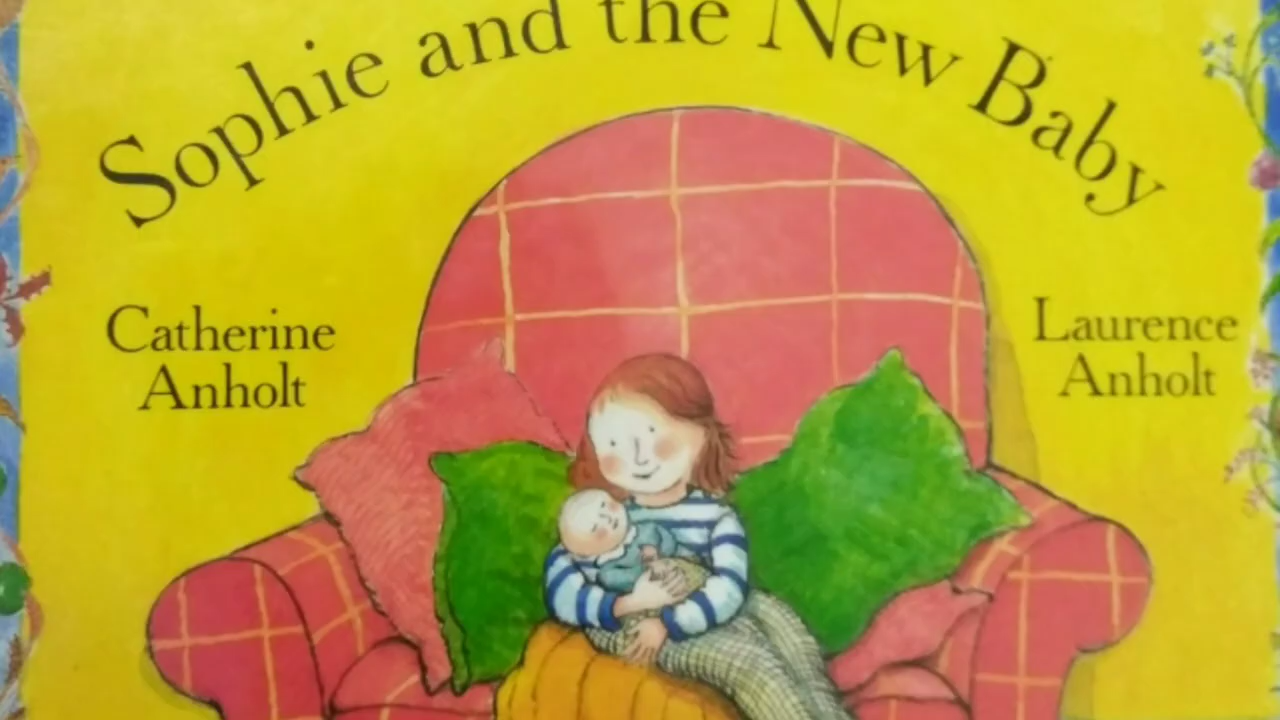 Sophie and the New Baby
Catherine
Anholt
Laurence
Anholt